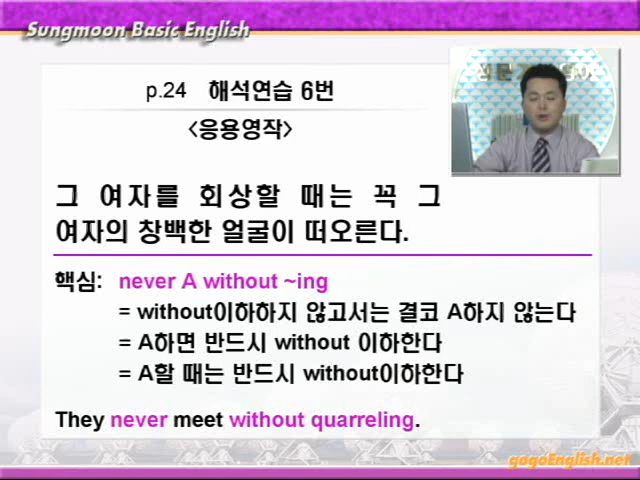 Sungmoon Basic English
p.24 해석연습 6번
<응용영작>
그 여자를 회상할 때는 꼭 그
여자의 창백한 얼굴이 떠오른다.
핵심: never A without ~ing
= without이하하지 않고서는 결코 A하지 않는다
= A하면 반드시 without 이하한다
= A할 때는 반드시 without이하한다
They never meet without quarreling.
gogoEnglish.net